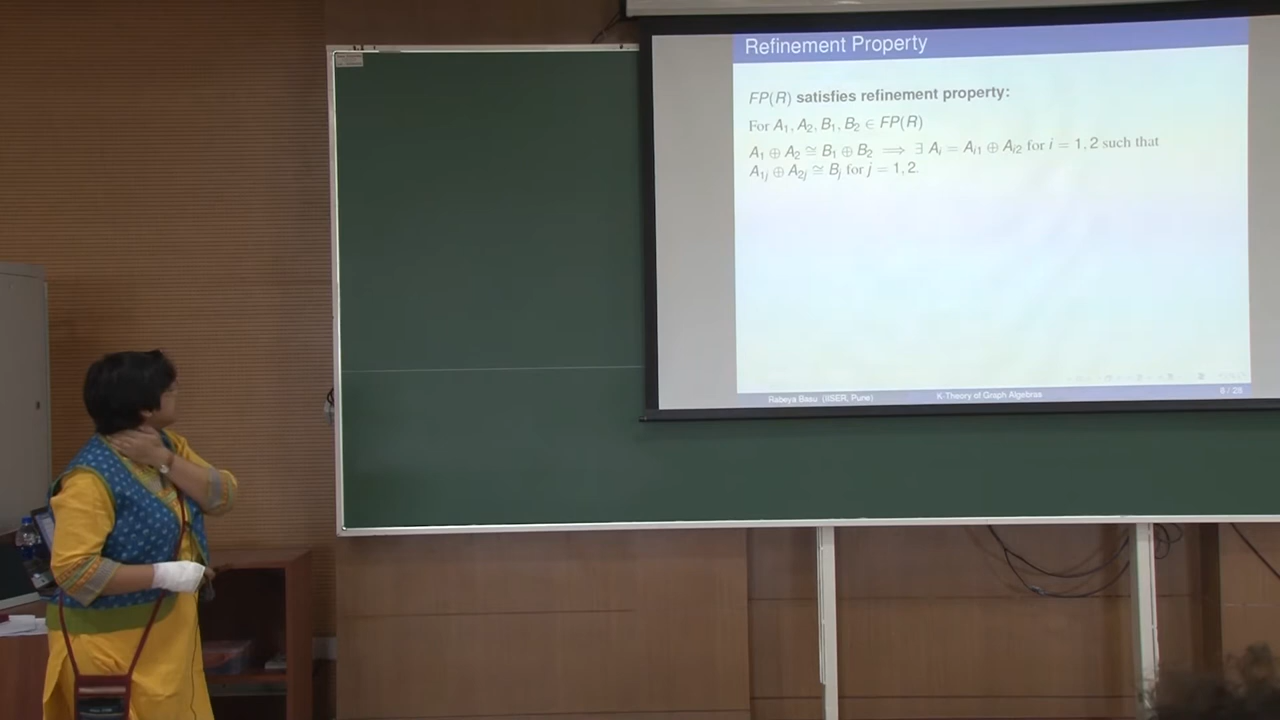 Refinement Property
FP(R) satisfies refinement property:
For A₁, A₂, B₁, B₂ ∈ FP(R)
A₁ ⊕ A₂ ≅ B₁ ⊕ B₂ ⟹ ∃ Aᵢ = Aᵢ₁ ⊕ Aᵢ₂ for i = 1, 2 such that
A₁ⱼ ⊕ A₂ⱼ ≅ Bⱼ for j = 1, 2.
Rabeya Basu (IISER, Pune) K-Theory of Graph Algebras 8 / 28